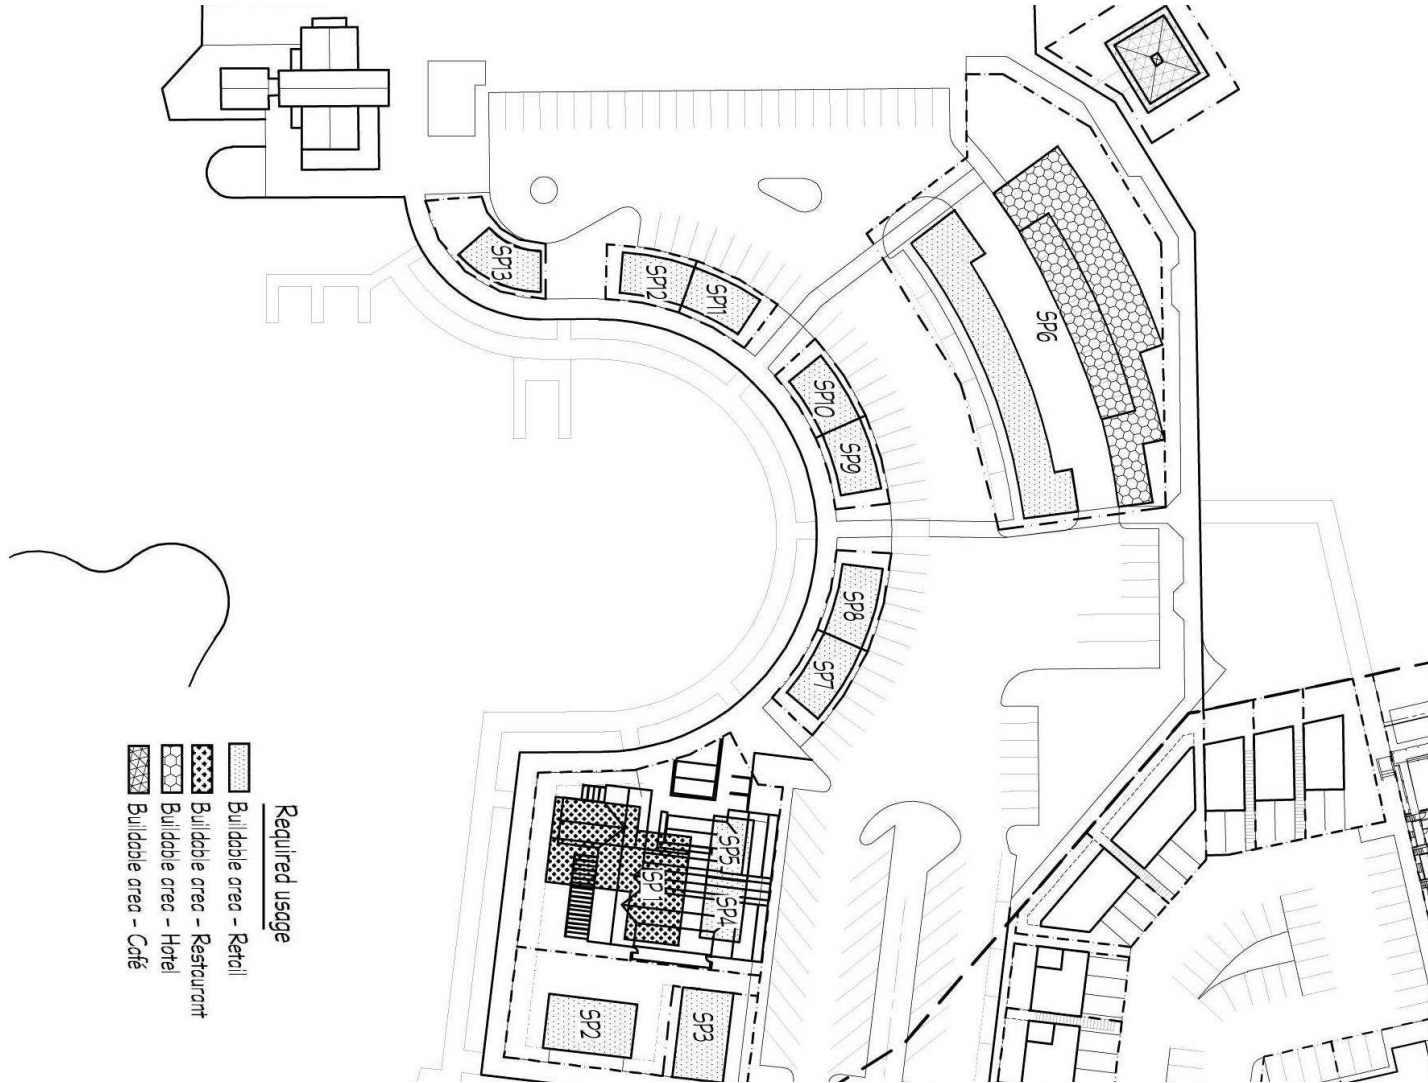 SP13
SP12
SP11
SP10
SP9
SP8
SP7
SP6
SP5
SP4
SP1
SP3
SP2
Required usage
Buildable area - Retail
Buildable area - Restaurant
Buildable area - Hotel
Buildable area - Café